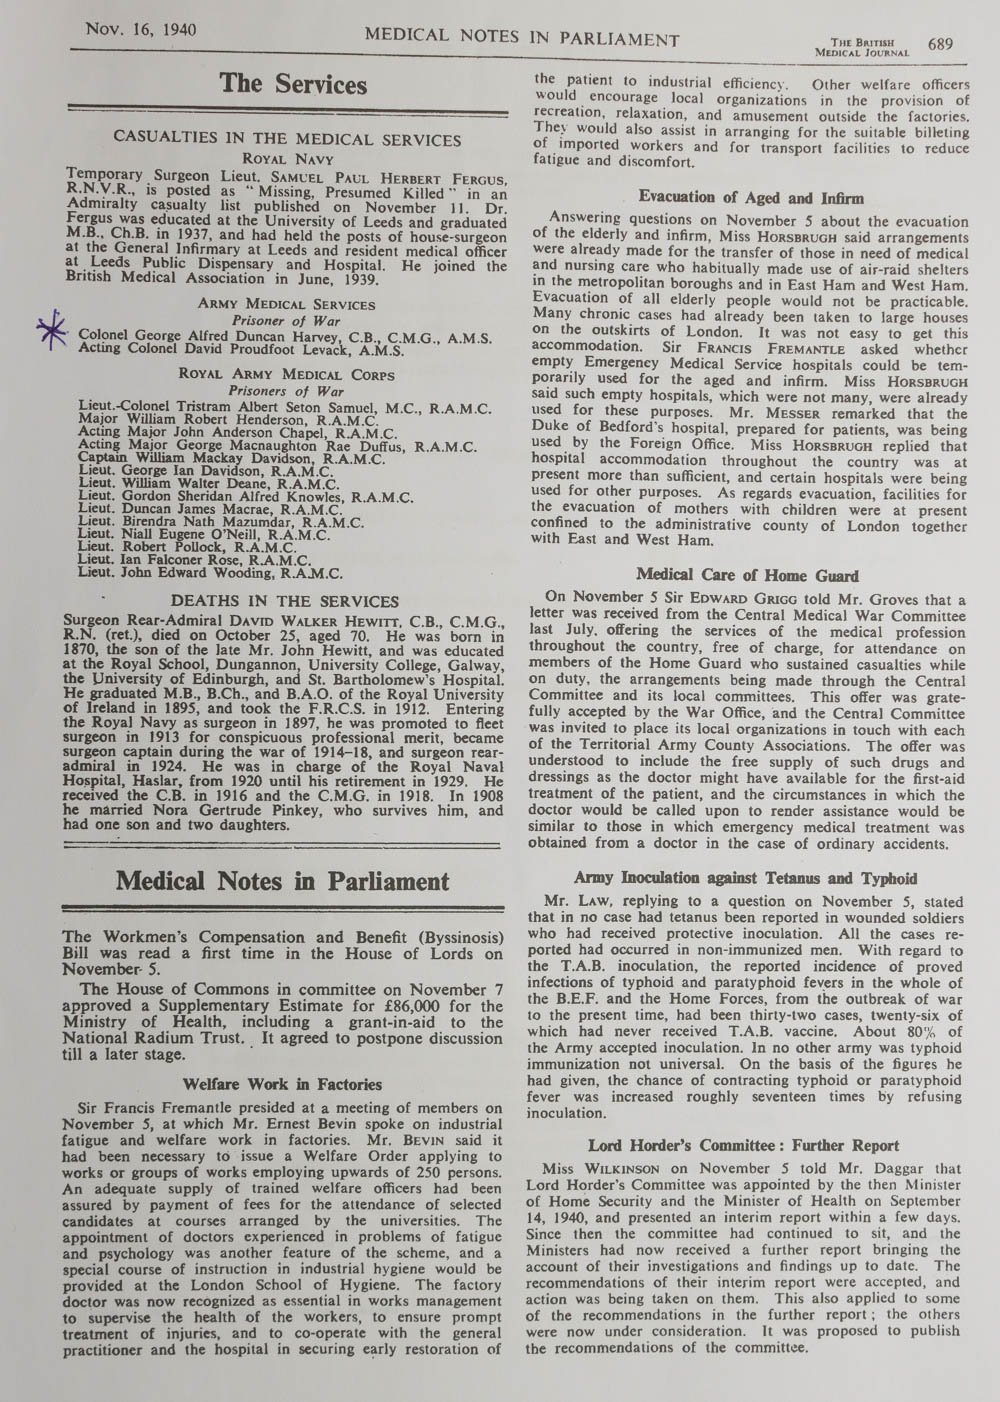 Nov. 16, 1940
MEDICAL NOTES IN PARLIAMENT
THE BRITISH
MEDICAL JOURNAL
689
The Services
CASUALTIES IN THE MEDICAL SERVICES
ROYAL NAVY
Temporary Surgeon Lieut. SAMUEL PAUL HERBERT FERGUS,
R.N.V.R., is posted as "Missing, Presumed Killed" in an
Admiralty casualty list published on November 11. Dr.
Fergus was educated at the University of Leeds and graduated
M.B., Ch.B. in 1937, and had held the posts of house-surgeon
at the General Infirmary at Leeds and resident medical officer
at Leeds Public Dispensary and Hospital. He joined the
British Medical Association in June, 1939.
ARMY MEDICAL SERVICES
Prisoner of War
Colonel George Alfred Duncan Harvey, C.B., C.M.G., A.M.S.
Acting Colonel David Proudfoot Levack, A.M.S.
ROYAL ARMY MEDICAL CORPS
Prisoners of War
Lieut.-Colonel Tristram Albert Seton Samuel, M.C., R.A.M.C.
Major William Robert Henderson, R.A.M.C.
Acting Major John Anderson Chapel, R.A.M.C.
Acting Major George Macnaughton Rae Duffus, R.A.M.C.
Captain William Mackay Davidson, R.A.M.C.
Lieut. George Ian Davidson, R.A.M.C.
Lieut. William Walter Deane, R.A.M.C.
Lieut. Gordon Sheridan Alfred Knowles, R.A.M.C.
Lieut. Duncan James Macrae, R.A.M.C.
Lieut. Birendra Nath Mazumdar, R.A.M.C.
Lieut. Niall Eugene O'Neill, R.A.M.C.
Lieut. Robert Pollock, R.A.M.C.
Lieut. Ian Falconer Rose, R.A.M.C.
Lieut. John Edward Wooding, R.A.M.C.
DEATHS IN THE SERVICES
Surgeon Rear-Admiral DAVID WALKER HEWITT, C.B., C.M.G.,
R.N. (ret.), died on October 25, aged 70. He was born in
1870, the son of the late Mr. John Hewitt, and was educated
at the Royal School, Dungannon, University College, Galway,
the University of Edinburgh, and St. Bartholomew's Hospital.
He graduated M.B., B.Ch., and B.A.O. of the Royal University
of Ireland in 1895, and took the F.R.C.S. in 1912. Entering
the Royal Navy as surgeon in 1897, he was promoted to fleet
surgeon in 1913 for conspicuous professional merit, became
surgeon captain during the war of 1914–18, and surgeon rear-
admiral in 1924. He was in charge of the Royal Naval
Hospital, Haslar, from 1920 until his retirement in 1929. He
received the C.B. in 1916 and the C.M.G. in 1918. In 1908
he married Nora Gertrude Pinkey, who survives him, and
had one son and two daughters.
Medical Notes in Parliament
The Workmen's Compensation and Benefit (Byssinosis)
Bill was read a first time in the House of Lords on
November 5.
The House of Commons in committee on November 7
approved a Supplementary Estimate for £86,000 for the
Ministry of Health, including a grant-in-aid to the
National Radium Trust. It agreed to postpone discussion
till a later stage.
Welfare Work in Factories
Sir Francis Fremantle presided at a meeting of members on
November 5, at which Mr. Ernest Bevin spoke on industrial
fatigue and welfare work in factories. Mr. BEVIN said it
had been necessary to issue a Welfare Order applying to
works or groups of works employing upwards of 250 persons.
An adequate supply of trained welfare officers had been
assured by payment of fees for the attendance of selected
candidates at courses arranged by the universities. The
appointment of doctors experienced in problems of fatigue
and psychology was another feature of the scheme, and a
special course of instruction in industrial hygiene would be
provided at the London School of Hygiene. The factory
doctor was now recognized as essential in works management
to supervise the health of the workers, to ensure prompt
treatment of injuries, and to co-operate with the general
practitioner and the hospital in securing early restoration of
the patient to industrial efficiency. Other welfare officers
would encourage local organizations in the provision of
recreation, relaxation, and amusement outside the factories.
They would also assist in arranging for the suitable billeting
of imported workers and for transport facilities to reduce
fatigue and discomfort.
Evacuation of Aged and Infirm
Answering questions on November 5 about the evacuation
of the elderly and infirm, Miss HORSBRUGH said arrangements
were already made for the transfer of those in need of medical
and nursing care who habitually made use of air-raid shelters
in the metropolitan boroughs and in East Ham and West Ham.
Evacuation of all elderly people would not be practicable.
Many chronic cases had already been taken to large houses
on the outskirts of London. It was not easy to get this
accommodation. Sir FRANCIS FREMANTLE asked whether
empty Emergency Medical Service hospitals could be tem-
porarily used for the aged and infirm. Miss HORSBRUGH
said such empty hospitals, which were not many, were already
used for these purposes. Mr. MESSER remarked that the
Duke of Bedford's hospital, prepared for patients, was being
used by the Foreign Office. Miss HORSBRUGH replied that
hospital accommodation throughout the country was at
present more than sufficient, and certain hospitals were being
used for other purposes. As regards evacuation, facilities for
the evacuation of mothers with children were at present
confined to the administrative county of London together
with East and West Ham.
Medical Care of Home Guard
On November 5 Sir EDWARD GRIGG told Mr. Groves that a
letter was received from the Central Medical War Committee
last July, offering the services of the medical profession
throughout the country, free of charge, for attendance on
members of the Home Guard who sustained casualties while
on duty, the arrangements being made through the Central
Committee and its local committees. This offer was grate-
fully accepted by the War Office, and the Central Committee
was invited to place its local organizations in touch with each
of the Territorial Army County Associations. The offer was
understood to include the free supply of such drugs and
dressings as the doctor might have available for the first-aid
treatment of the patient, and the circumstances in which the
doctor would be called upon to render assistance would be
similar to those in which emergency medical treatment was
obtained from a doctor in the case of ordinary accidents.
Army Inoculation against Tetanus and Typhoid
Mr. LAW, replying to a question on November 5, stated
that in no case had tetanus been reported in wounded soldiers
who had received protective inoculation. All the cases re-
ported had occurred in non-immunized men. With regard to
the T.A.B. inoculation, the reported incidence of proved
infections of typhoid and paratyphoid fevers in the whole of
the B.E.F. and the Home Forces, from the outbreak of war
to the present time, had been thirty-two cases, twenty-six of
which had never received T.A.B. vaccine. About 80% of
the Army accepted inoculation. In no other army was typhoid
immunization not universal. On the basis of the figures he
had given, the chance of contracting typhoid or paratyphoid
fever was increased roughly seventeen times by refusing
inoculation.
Lord Horder's Committee: Further Report
Miss WILKINSON on November 5 told Mr. Daggar that
Lord Horder's Committee was appointed by the then Minister
of Home Security and the Minister of Health on September
14, 1940, and presented an interim report within a few days.
Since then the committee had continued to sit, and the
Ministers had now received a further report bringing the
account of their investigations and findings up to date. The
recommendations of their interim report were accepted, and
action was being taken on them. This also applied to some
of the recommendations in the further report; the others
were now under consideration. It was proposed to publish
the recommendations of the committee.